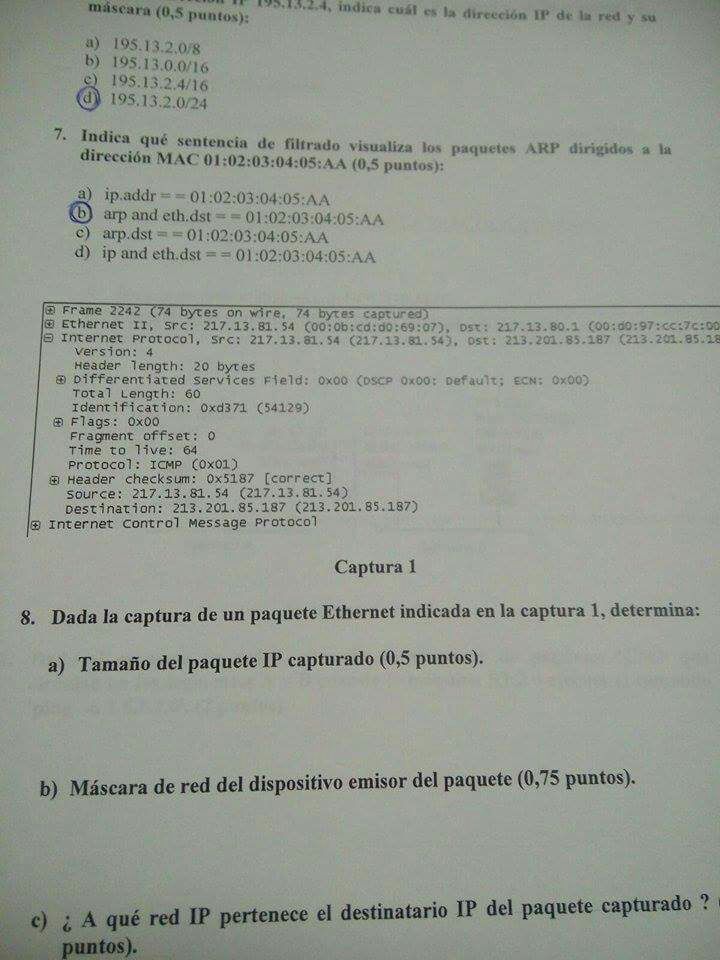 195.13.2.4, indica cuál es la dirección IP de la red y su
máscara (0,5 puntos):
a) 195.13.2.0/8
b) 195.13.0.0/16
c) 195.13.2.4/16
d) 195.13.2.0/24
7. Indica qué sentencia de filtrado visualiza los paquetes ARP dirigidos a la
dirección MAC 01:02:03:04:05:AA (0,5 puntos):
a) ip.addr = = 01:02:03:04:05:AA
b) arp and eth.dst = = 01:02:03:04:05:AA
c) arp.dst = = 01:02:03:04:05:AA
d) ip and eth.dst = = 01:02:03:04:05:AA
Frame 2242 (74 bytes on wire, 74 bytes captured)
Ethernet II, Src: 217.13.81.54 (00:0b:cd:d0:69:07), Dst: 217.13.80.1 (00:d0:97:cc:7c:00
Internet Protocol, Src: 217.13.81.54 (217.13.81.54), Dst: 213.201.85.187 (213.201.85.18
Version: 4
Header length: 20 bytes
Differentiated Services Field: 0x00 (DSCP 0x00: Default; ECN: 0x00)
Total Length: 60
Identification: 0xd371 (54129)
Flags: 0x00
Fragment offset: 0
Time to live: 64
Protocol: ICMP (0x01)
Header checksum: 0x5187 [correct]
Source: 217.13.81.54 (217.13.81.54)
Destination: 213.201.85.187 (213.201.85.187)
Internet Control Message Protocol
Captura 1
8. Dada la captura de un paquete Ethernet indicada en la captura 1, determina:
a) Tamaño del paquete IP capturado (0,5 puntos).
b) Máscara de red del dispositivo emisor del paquete (0,75 puntos).
c) ¿ A qué red IP pertenece el destinatario IP del paquete capturado ? (
puntos).